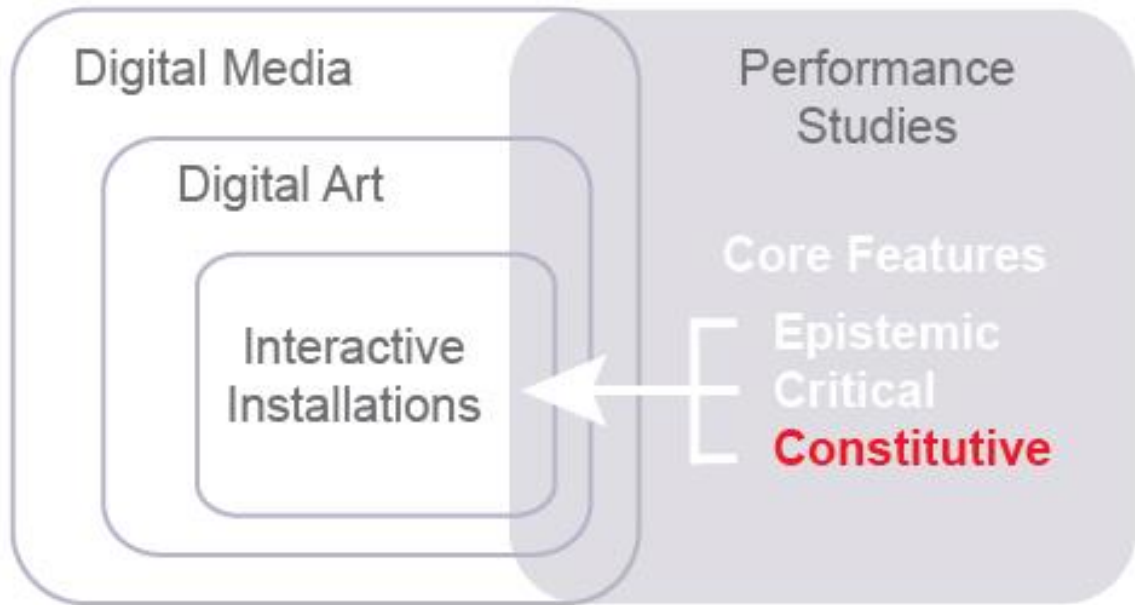 Digital Media
Digital Art
Interactive
Installations
Performance
Studies
Core Features
Epistemic
Critical
Constitutive